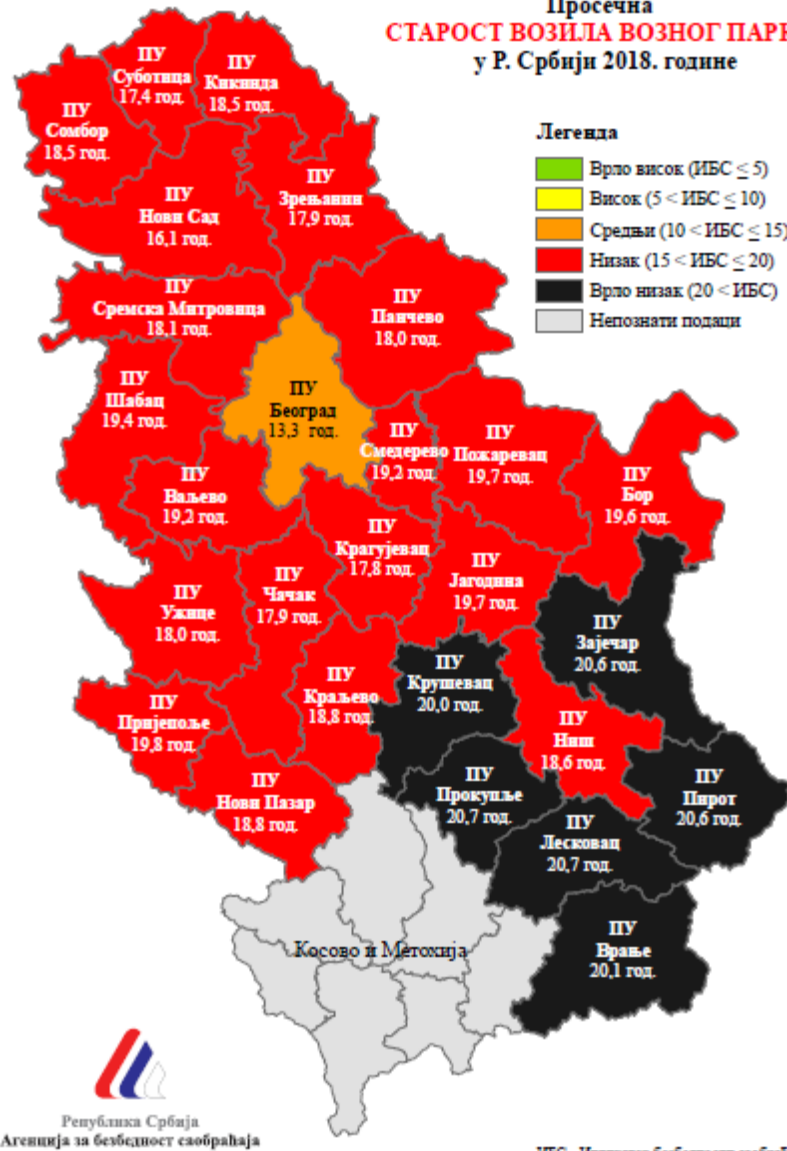 Просечна
СТАРОСТ ВОЗИЛА ВОЗНОГ
у Р. Србији 2018. године
Легенда
Врло висок (ИБС ≤ 5)
Висок (5 < ИБС ≤ 10)
Средњи (10 < ИБС ≤ 15)
Низак (15 < ИБС ≤ 20)
Врло низак (20 < ИБС)
Непознати подаци
ПУ
Суботица
17,4 год.
ПУ
Кикинда
18,5 год.
ПУ
Сомбор
18,5 год.
ПУ
Нови Сад
16,1 год.
ПУ
Зрењанин
17,9 год.
ПУ
Сремска Митровица
18,1 год.
ПУ
Панчево
18,0 год.
ПУ
Шабац
19,4 год.
ПУ
Београд
13,3 год.
ПУ
Смедерево
19,2 год.
ПУ
Пожаревац
19,7 год.
ПУ
Бор
19,6 год.
ПУ
Ваљево
19,2 год.
ПУ
Крагујевац
17,8 год.
ПУ
Јагодина
19,7 год.
ПУ
Ужице
18,0 год.
ПУ
Чачак
17,9 год.
ПУ
Зајечар
20,6 год.
ПУ
Крушевац
20,0 год.
ПУ
Краљево
18,8 год.
ПУ
Пријепоље
19,8 год.
ПУ
Ниш
18,6 год.
ПУ
Нови Пазар
18,8 год.
ПУ
Прокупље
20,7 год.
ПУ
Пирот
20,6 год.
ПУ
Лесковац
20,7 год.
ПУ
Врање
20,1 год.
Косово и Метохија
Република Србија
Агенција за безбедност саобраћаја